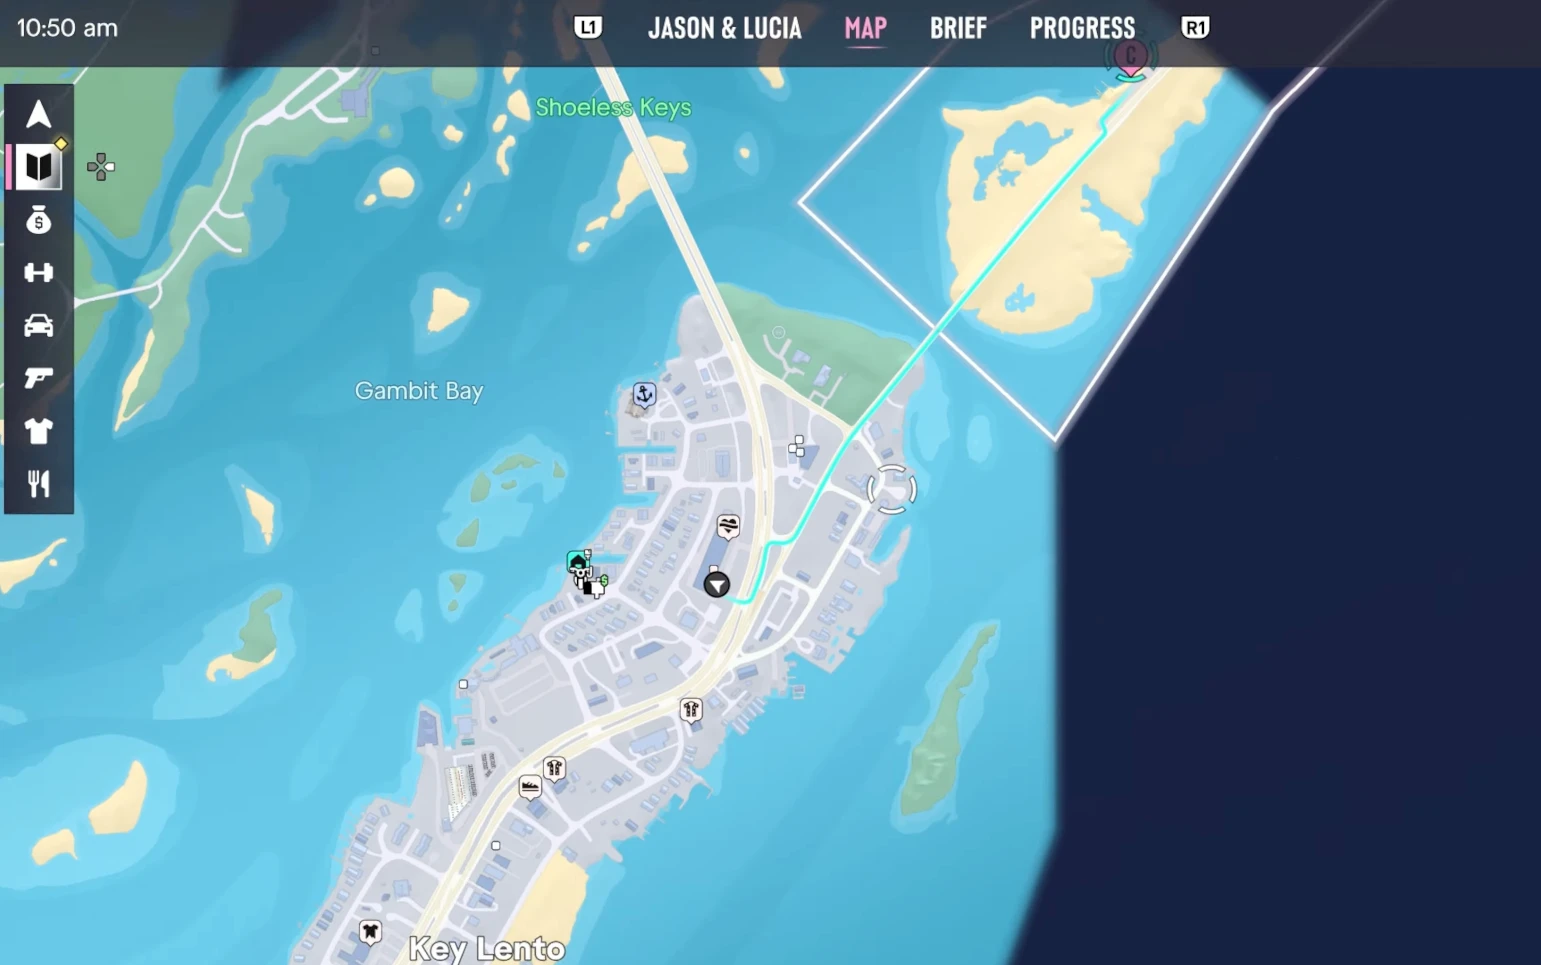 10:50 am
L1
JASON & LUCIA
MAP
BRIEF
PROGRESS
R1
C
Shoeless Keys
$
Gambit Bay
$
Key Lento